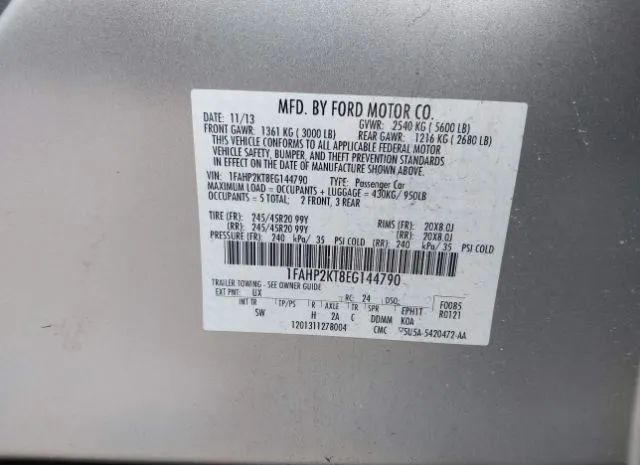 MFD. BY FORD MOTOR CO.
DATE: 11/13 GVWR: 2540 KG ( 5600 LB)
FRONT GAWR: 1361 KG ( 3000 LB) REAR GAWR: 1216 KG ( 2680 LB)
THIS VEHICLE CONFORMS TO ALL APPLICABLE FEDERAL MOTOR
VEHICLE SAFETY, BUMPER, AND THEFT PREVENTION STANDARDS
IN EFFECT ON THE DATE OF MANUFACTURE SHOWN ABOVE.
VIN: 1FAHP2KT8EG144790 TYPE: Passenger Car
MAXIMUM LOAD = OCCUPANTS + LUGGAGE = 430KG/ 950LB
OCCUPANTS = 5 TOTAL; 2 FRONT, 3 REAR
TIRE (FR): 245/45R20 99Y RIMS (FR): 20X8.0J
(RR): 245/45R20 99Y (RR): 20X8.0J
PRESSURE (FR): 240 kPa/ 35 PSI COLD (RR): 240 kPa/ 35 PSI COLD
1FAHP2KT8EG144790
TRAILER TOWING - SEE OWNER GUIDE
EXT PNT: UX RC: 24 DSO: F0085
INT TR TP/PS R AXLE TR SPR EPH1T R0121
SW H 2A C DDMM KOA
1201311278004 CMC 5U5A-5420472-AA